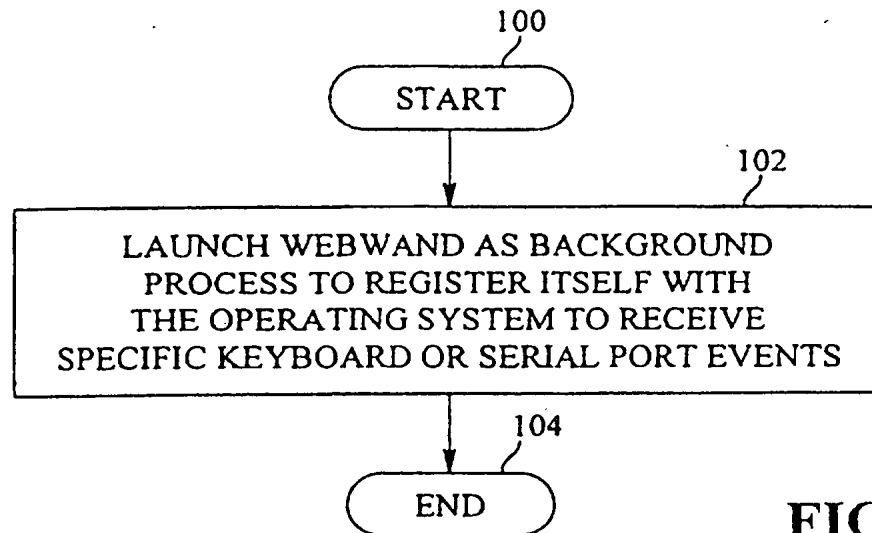 100
START
102
LAUNCH WEBWAND AS BACKGROUND
PROCESS TO REGISTER ITSELF WITH
THE OPERATING SYSTEM TO RECEIVE
SPECIFIC KEYBOARD OR SERIAL PORT EVENTS
104
END
FIG